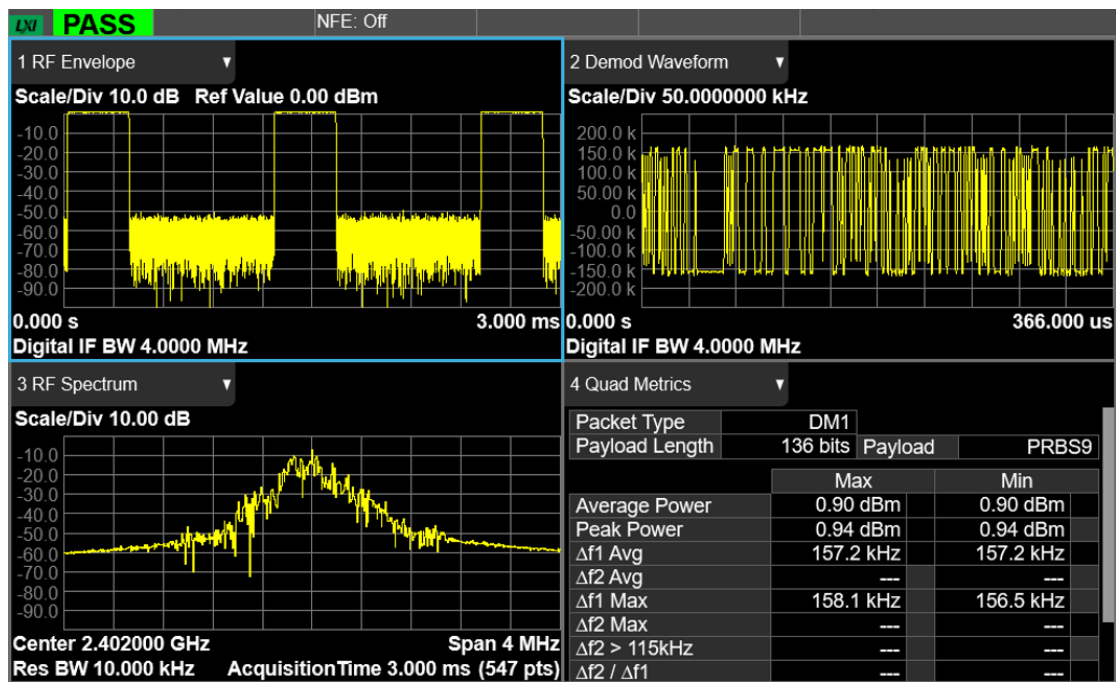 LXI PASS NFE: Off
1 RF Envelope
Scale/Div 10.0 dB Ref Value 0.00 dBm
-10.0
-20.0
-30.0
-40.0
-50.0
-60.0
-70.0
-80.0
-90.0
0.000 s 3.000 ms
Digital IF BW 4.0000 MHz
2 Demod Waveform
Scale/Div 50.0000000 kHz
200.0 k
150.0 k
100.0 k
50.00 k
0.0
-50.00 k
-100.0 k
-150.0 k
-200.0 k
0.000 s 366.000 us
Digital IF BW 4.0000 MHz
3 RF Spectrum
Scale/Div 10.00 dB
-10.0
-20.0
-30.0
-40.0
-50.0
-60.0
-70.0
-80.0
-90.0
Center 2.402000 GHz Span 4 MHz
Res BW 10.000 kHz AcquisitionTime 3.000 ms (547 pts)
4 Quad Metrics
Packet Type DM1
Payload Length 136 bits Payload PRBS9
Max Min
Average Power 0.90 dBm 0.90 dBm
Peak Power 0.94 dBm 0.94 dBm
Δf1 Avg 157.2 kHz 157.2 kHz
Δf2 Avg --- ---
Δf1 Max 158.1 kHz 156.5 kHz
Δf2 Max --- ---
Δf2 > 115kHz --- ---
Δf2 / Δf1 --- ---